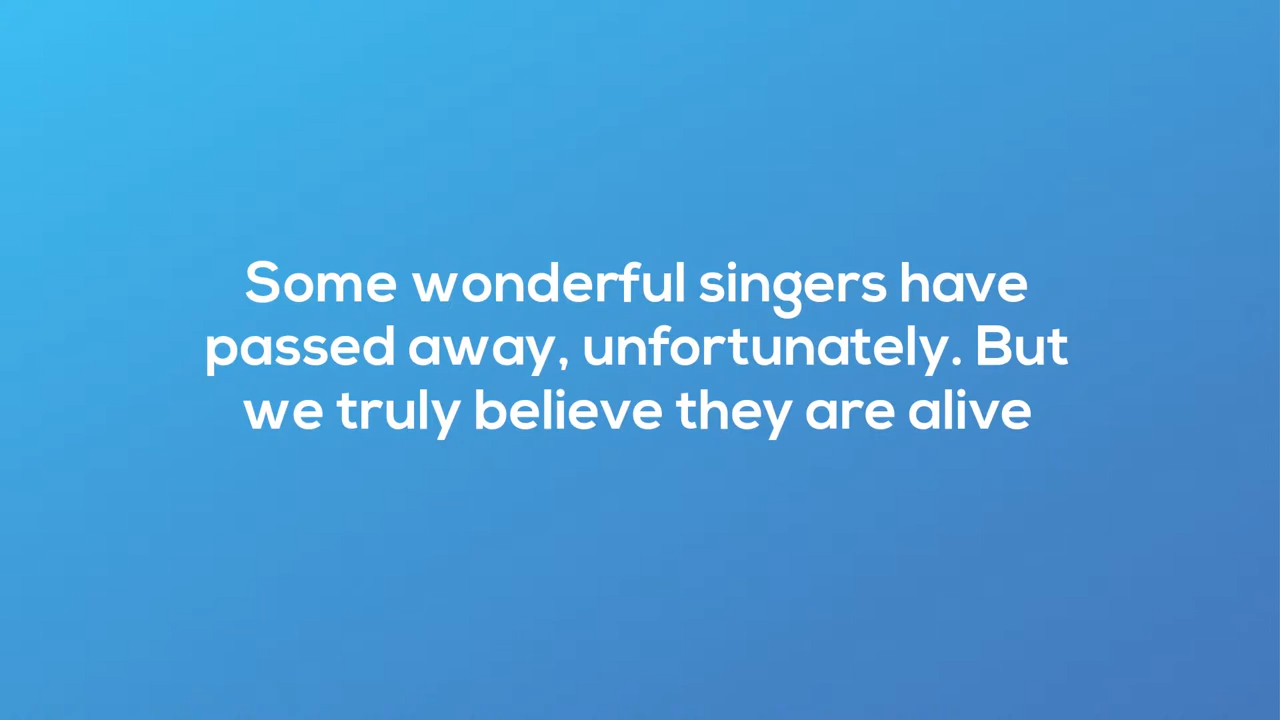 Some wonderful singers have
passed away, unfortunately. But
we truly believe they are alive